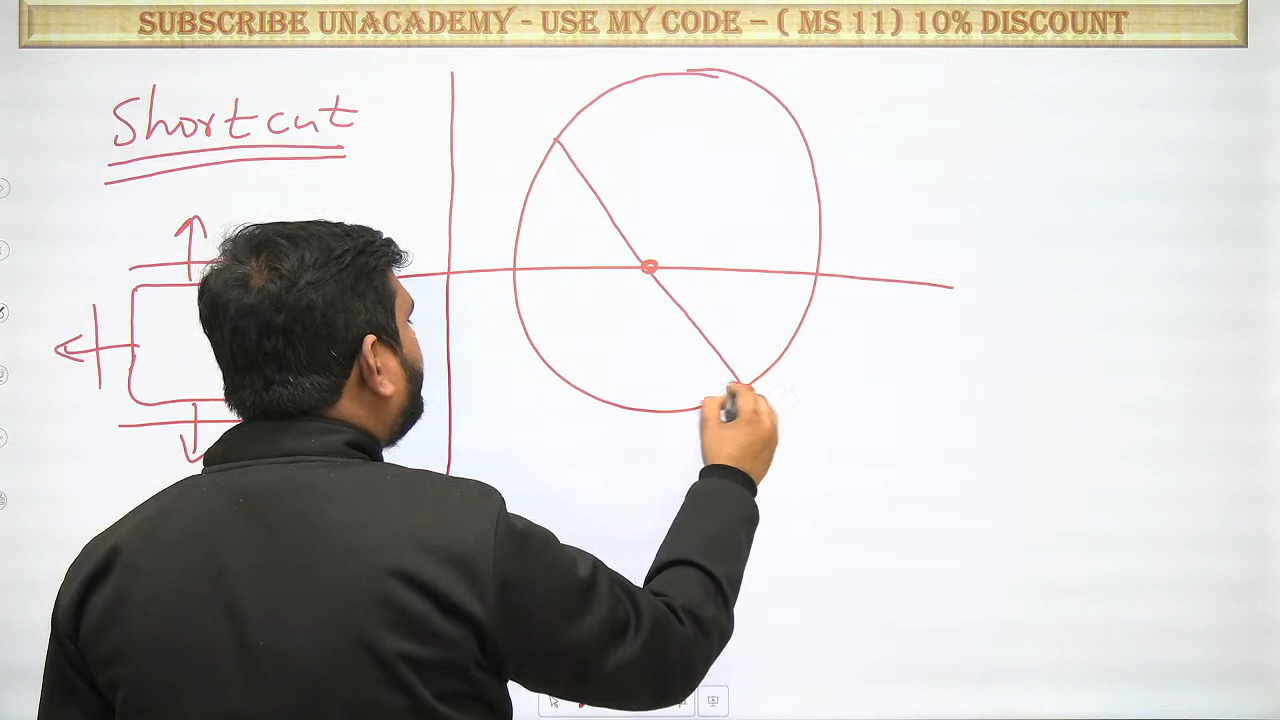 SUBSCRIBE UNACADEMY - USE MY CODE – ( MS 11) 10% DISCOUNT
Shortcut